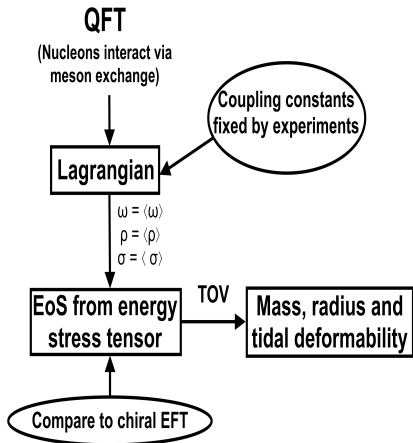 QFT
(Nucleons interact via
meson exchange)
Coupling constants
fixed by experiments
Lagrangian
ω = ⟨ω⟩
ρ = ⟨ρ⟩
σ = ⟨ σ⟩
EoS from energy
stress tensor
TOV
Mass, radius and
tidal deformability
Compare to chiral EFT